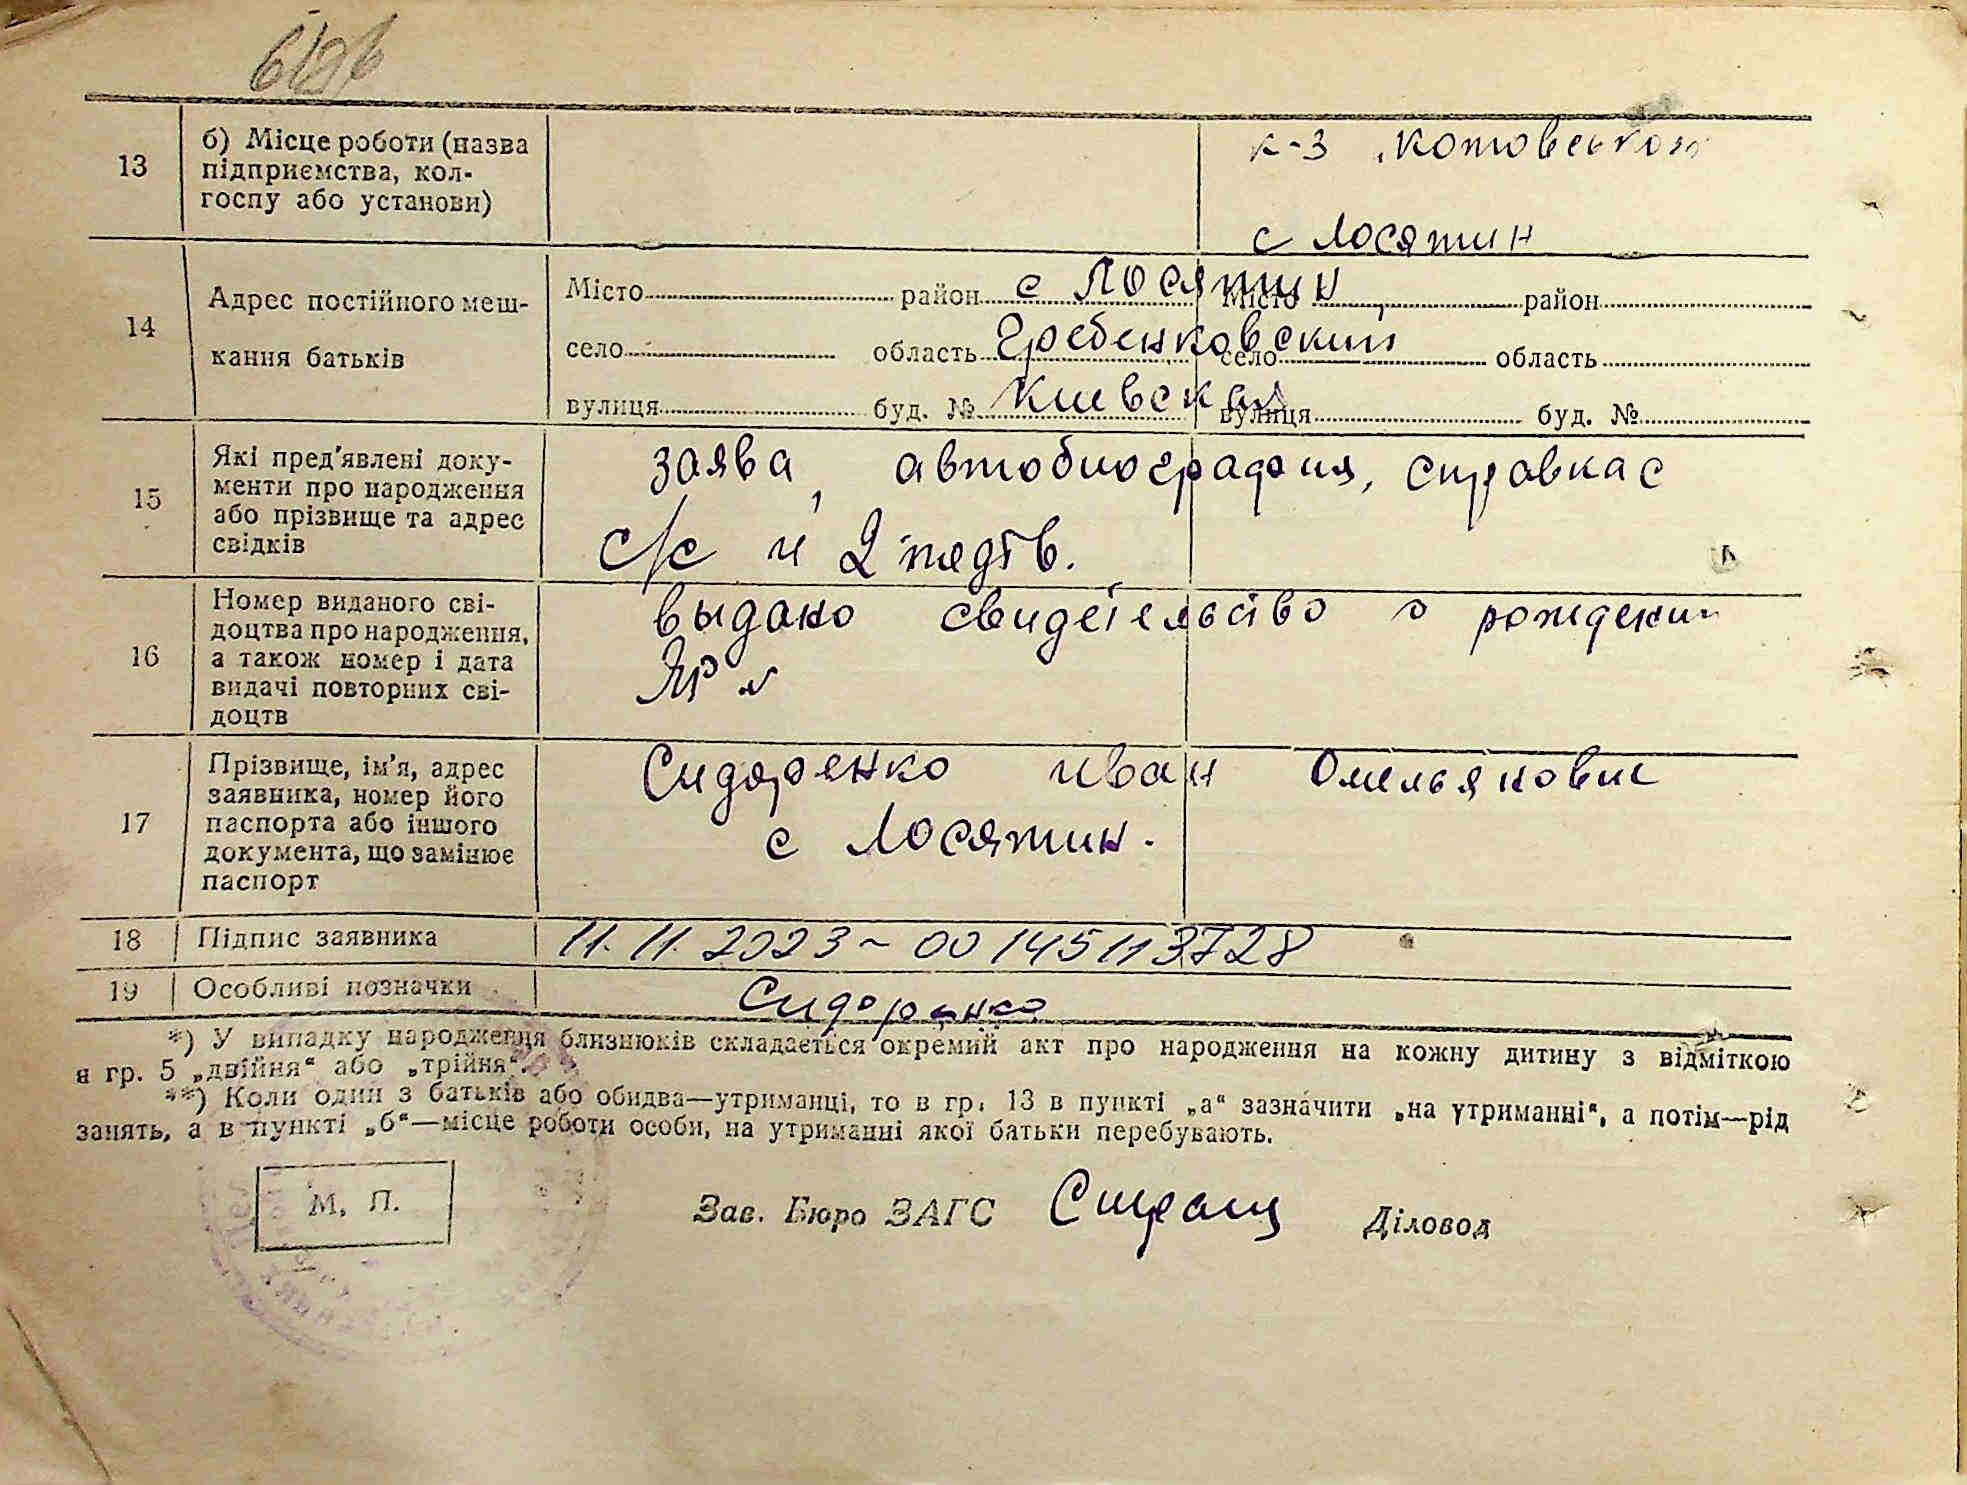 13
б) Місце роботи (назва
підприємства, кол-
госпу або установи)
к-з
с Лосятин
14
Адрес постійного меш-
кання батьків
Місто район с Лосятин Місто район
село область Гребенковский село область
вулиця буд. № Киевская вулиця буд. №
15
Які пред'явлені доку-
менти про народження
або прізвище та адрес
свідків
заява, автобиография, справка с
с/с и 2 подтв.
16
Номер виданого сві-
доцтва про народження,
а також номер і дата
видачі повторних сві-
доцтв
выдано свидетельство о рождении
17
Прізвище, ім'я, адрес
заявника, номер його
паспорта або іншого
документа, що замінює
паспорт
Сидоренко Иван Омельянович
с Лосятин.
18 Підпис заявника 11.11.2023 ~ 00145113728
19 Особливі позначки Сидоренко
*) У випадку народження близнюків складається окремий акт про народження на кожну дитину з відміткою
в гр. 5 „двійня“ або „трійня“.
**) Коли один з батьків або обидва—утриманці, то в гр. 13 в пункті „а“ зазначити „на утриманні“, а потім—рід
занять, а в пункті „б“—місце роботи особи, на утриманні якої батьки перебувають.
М. П.
Зав. Бюро ЗАГС Діловод